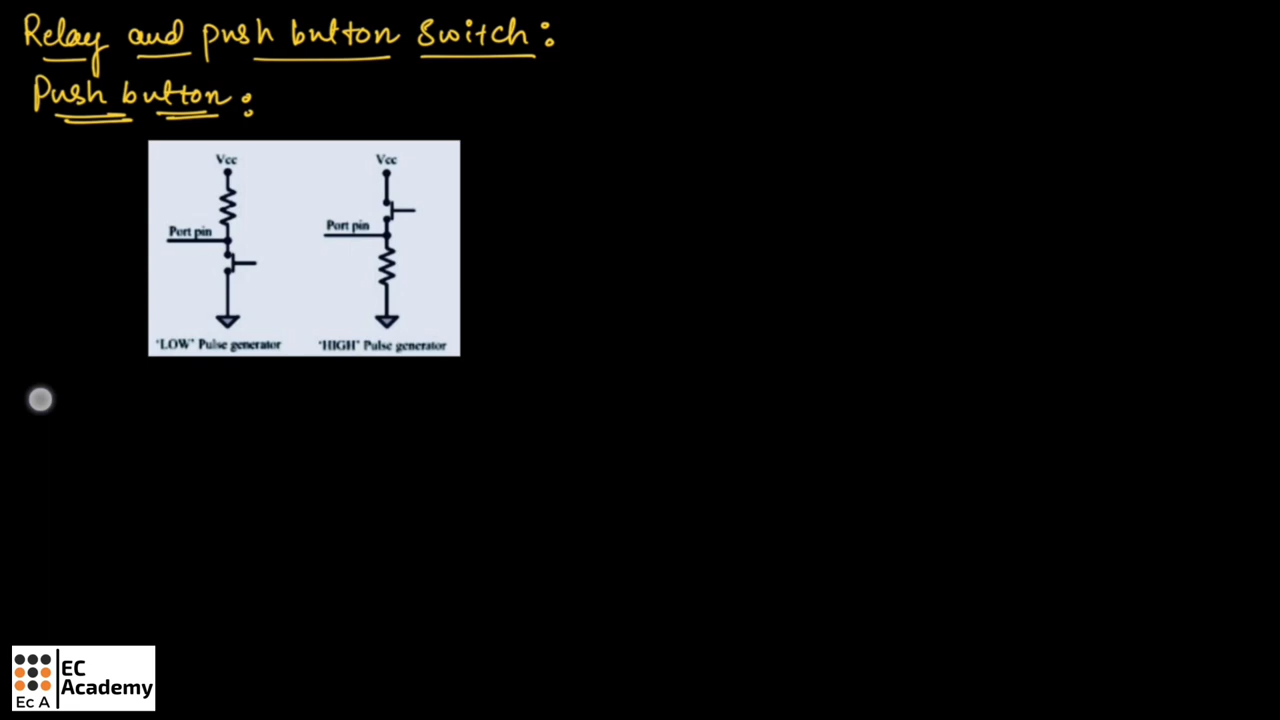 Relay and push button switch:
Push button:
Vcc
Vcc
Port pin
Port pin
"LOW" Pulse generator
"HIGH" Pulse generator
EC
Academy
Ec A